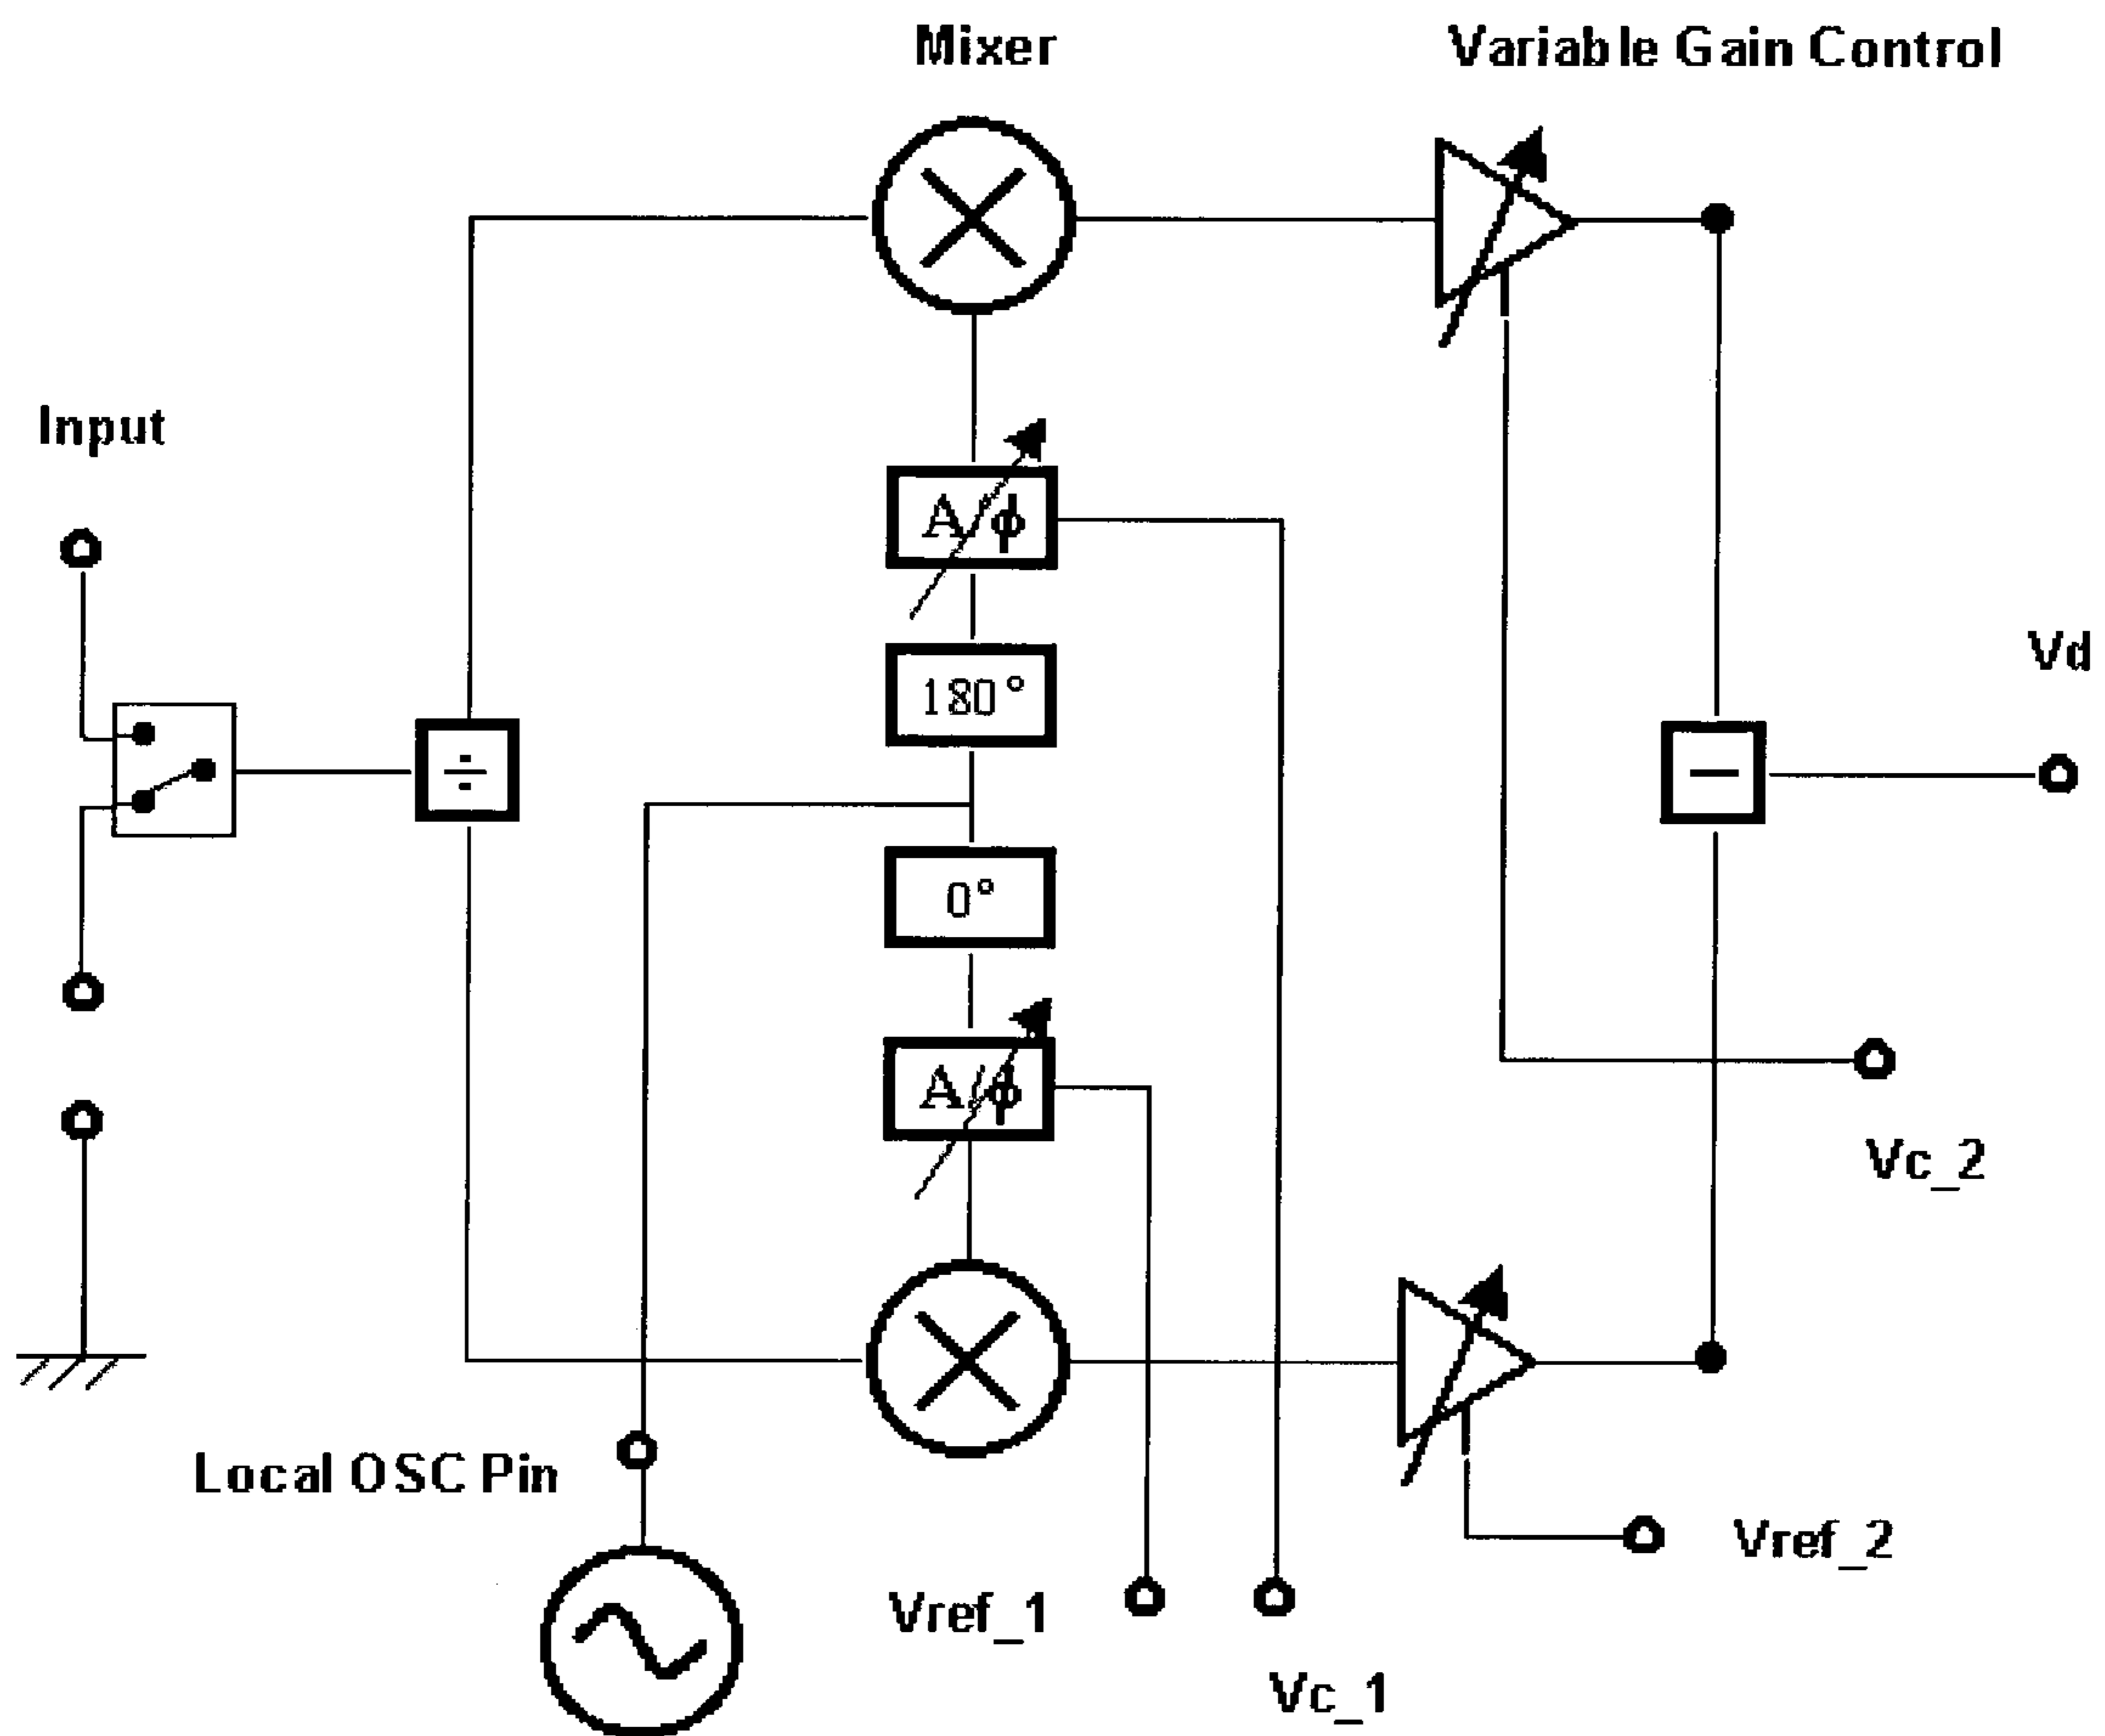 Mixer
Variable Gain Control
Input
A/ϕ
180°
Vd
÷
−
0°
A/ϕ
Vc_2
Local OSC Pin
Vref_2
Vref_1
Vc_1